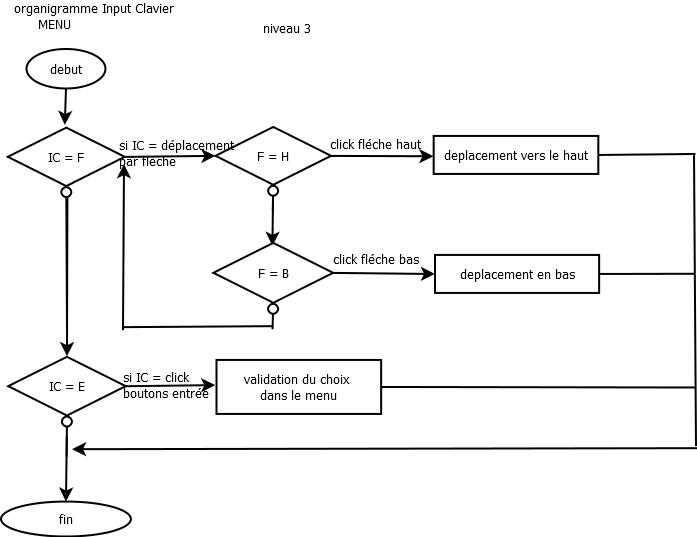 organigramme Input Clavier
MENU
niveau 3
debut
IC = F
si IC = déplacement
par fléche
F = H
click fléche haut
deplacement vers le haut
F = B
click fléche bas
deplacement en bas
IC = E
si IC = click
boutons entrée
validation du choix
dans le menu
fin